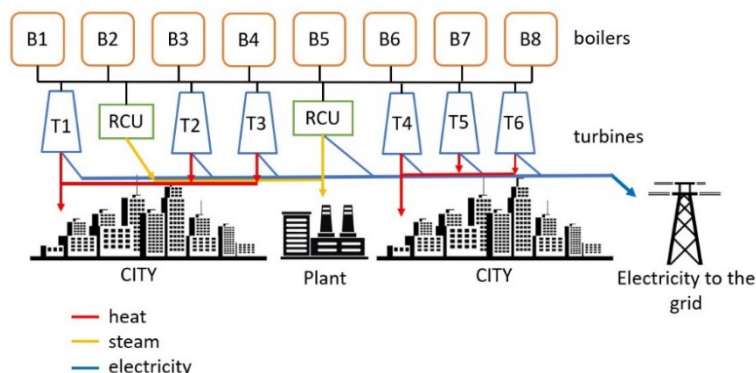 B1 B2 B3 B4 B5 B6 B7 B8 boilers
T1 RCU T2 T3 RCU T4 T5 T6 turbines
CITY Plant CITY Electricity to the
grid
heat
steam
electricity